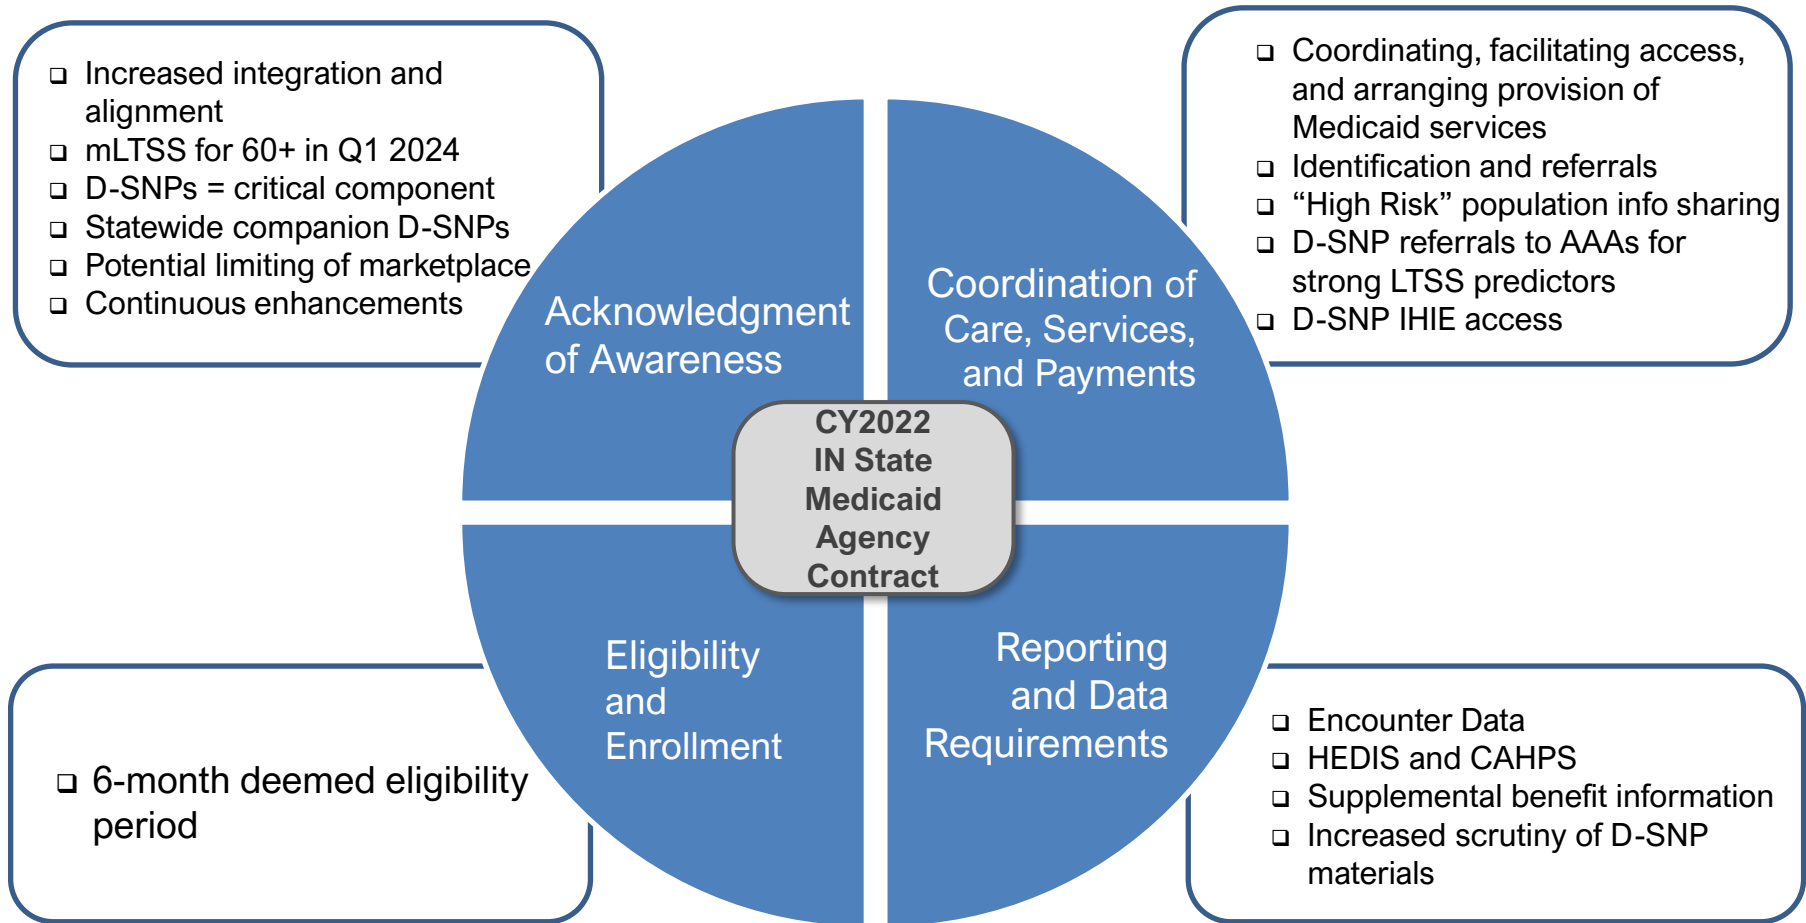 ❑ Increased integration and
alignment
❑ mLTSS for 60+ in Q1 2024
❑ D-SNPs = critical component
❑ Statewide companion D-SNPs
❑ Potential limiting of marketplace
❑ Continuous enhancements
❑ Coordinating, facilitating access,
and arranging provision of
Medicaid services
❑ Identification and referrals
❑ “High Risk” population info sharing
❑ D-SNP referrals to AAAs for
strong LTSS predictors
❑ D-SNP IHIE access
Acknowledgment
of Awareness
Coordination of
Care, Services,
and Payments
CY2022
IN State
Medicaid
Agency
Contract
Eligibility
and
Enrollment
Reporting
and Data
Requirements
❑ 6-month deemed eligibility
period
❑ Encounter Data
❑ HEDIS and CAHPS
❑ Supplemental benefit information
❑ Increased scrutiny of D-SNP
materials